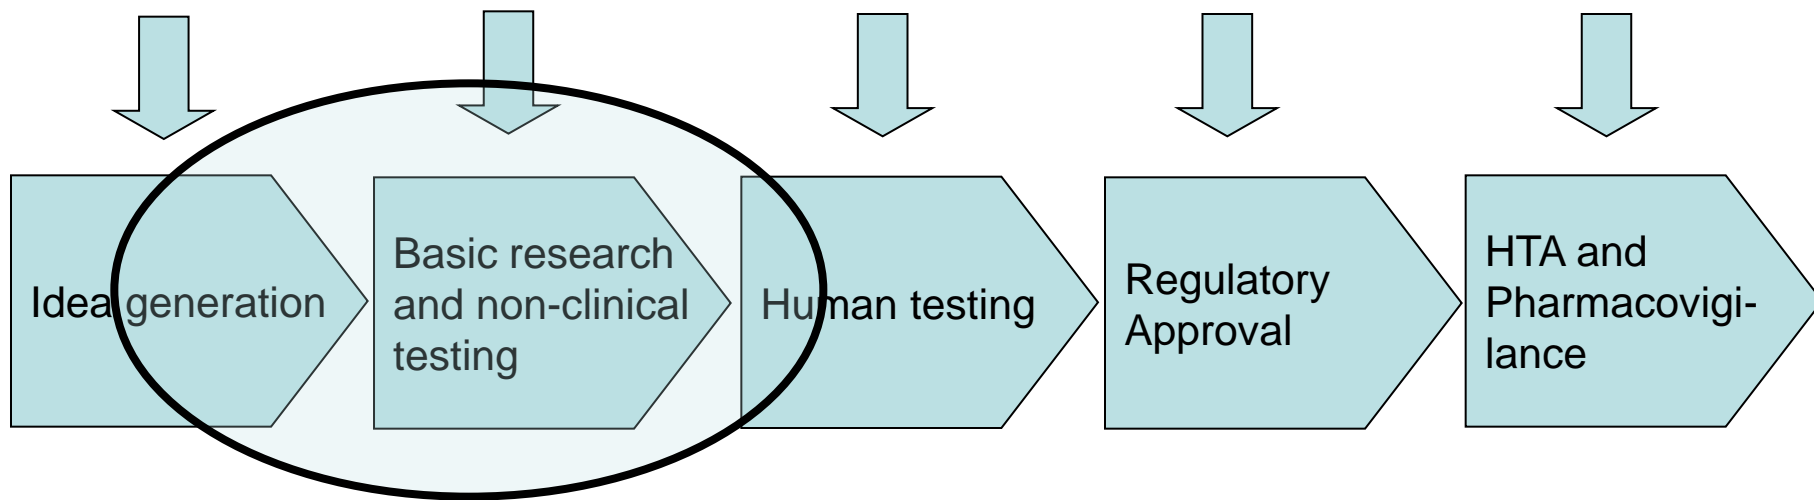 Idea generation
Basic research
and non-clinical
testing
Human testing
Regulatory
Approval
HTA and
Pharmacovigi-
lance